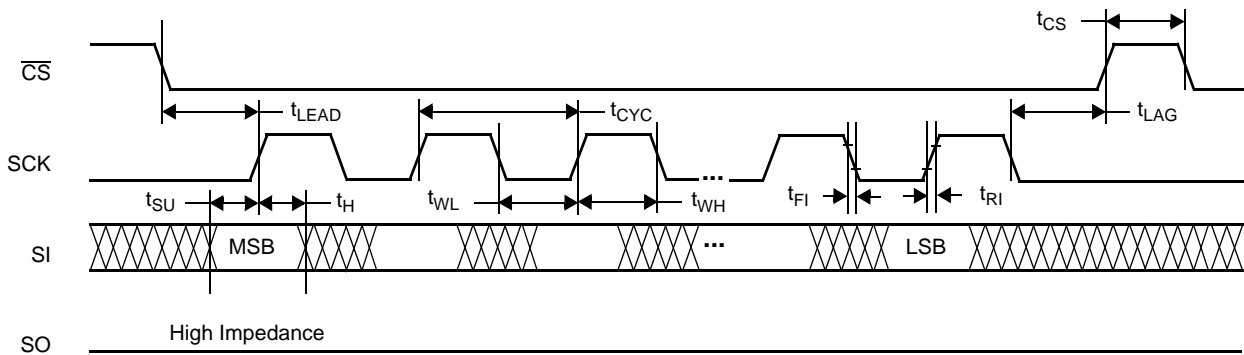 tCS
CS
tLEAD
tCYC
tLAG
SCK
...
tSU
tH
tWL
tWH
tFI
tRI
SI
MSB
...
LSB
High Impedance
SO